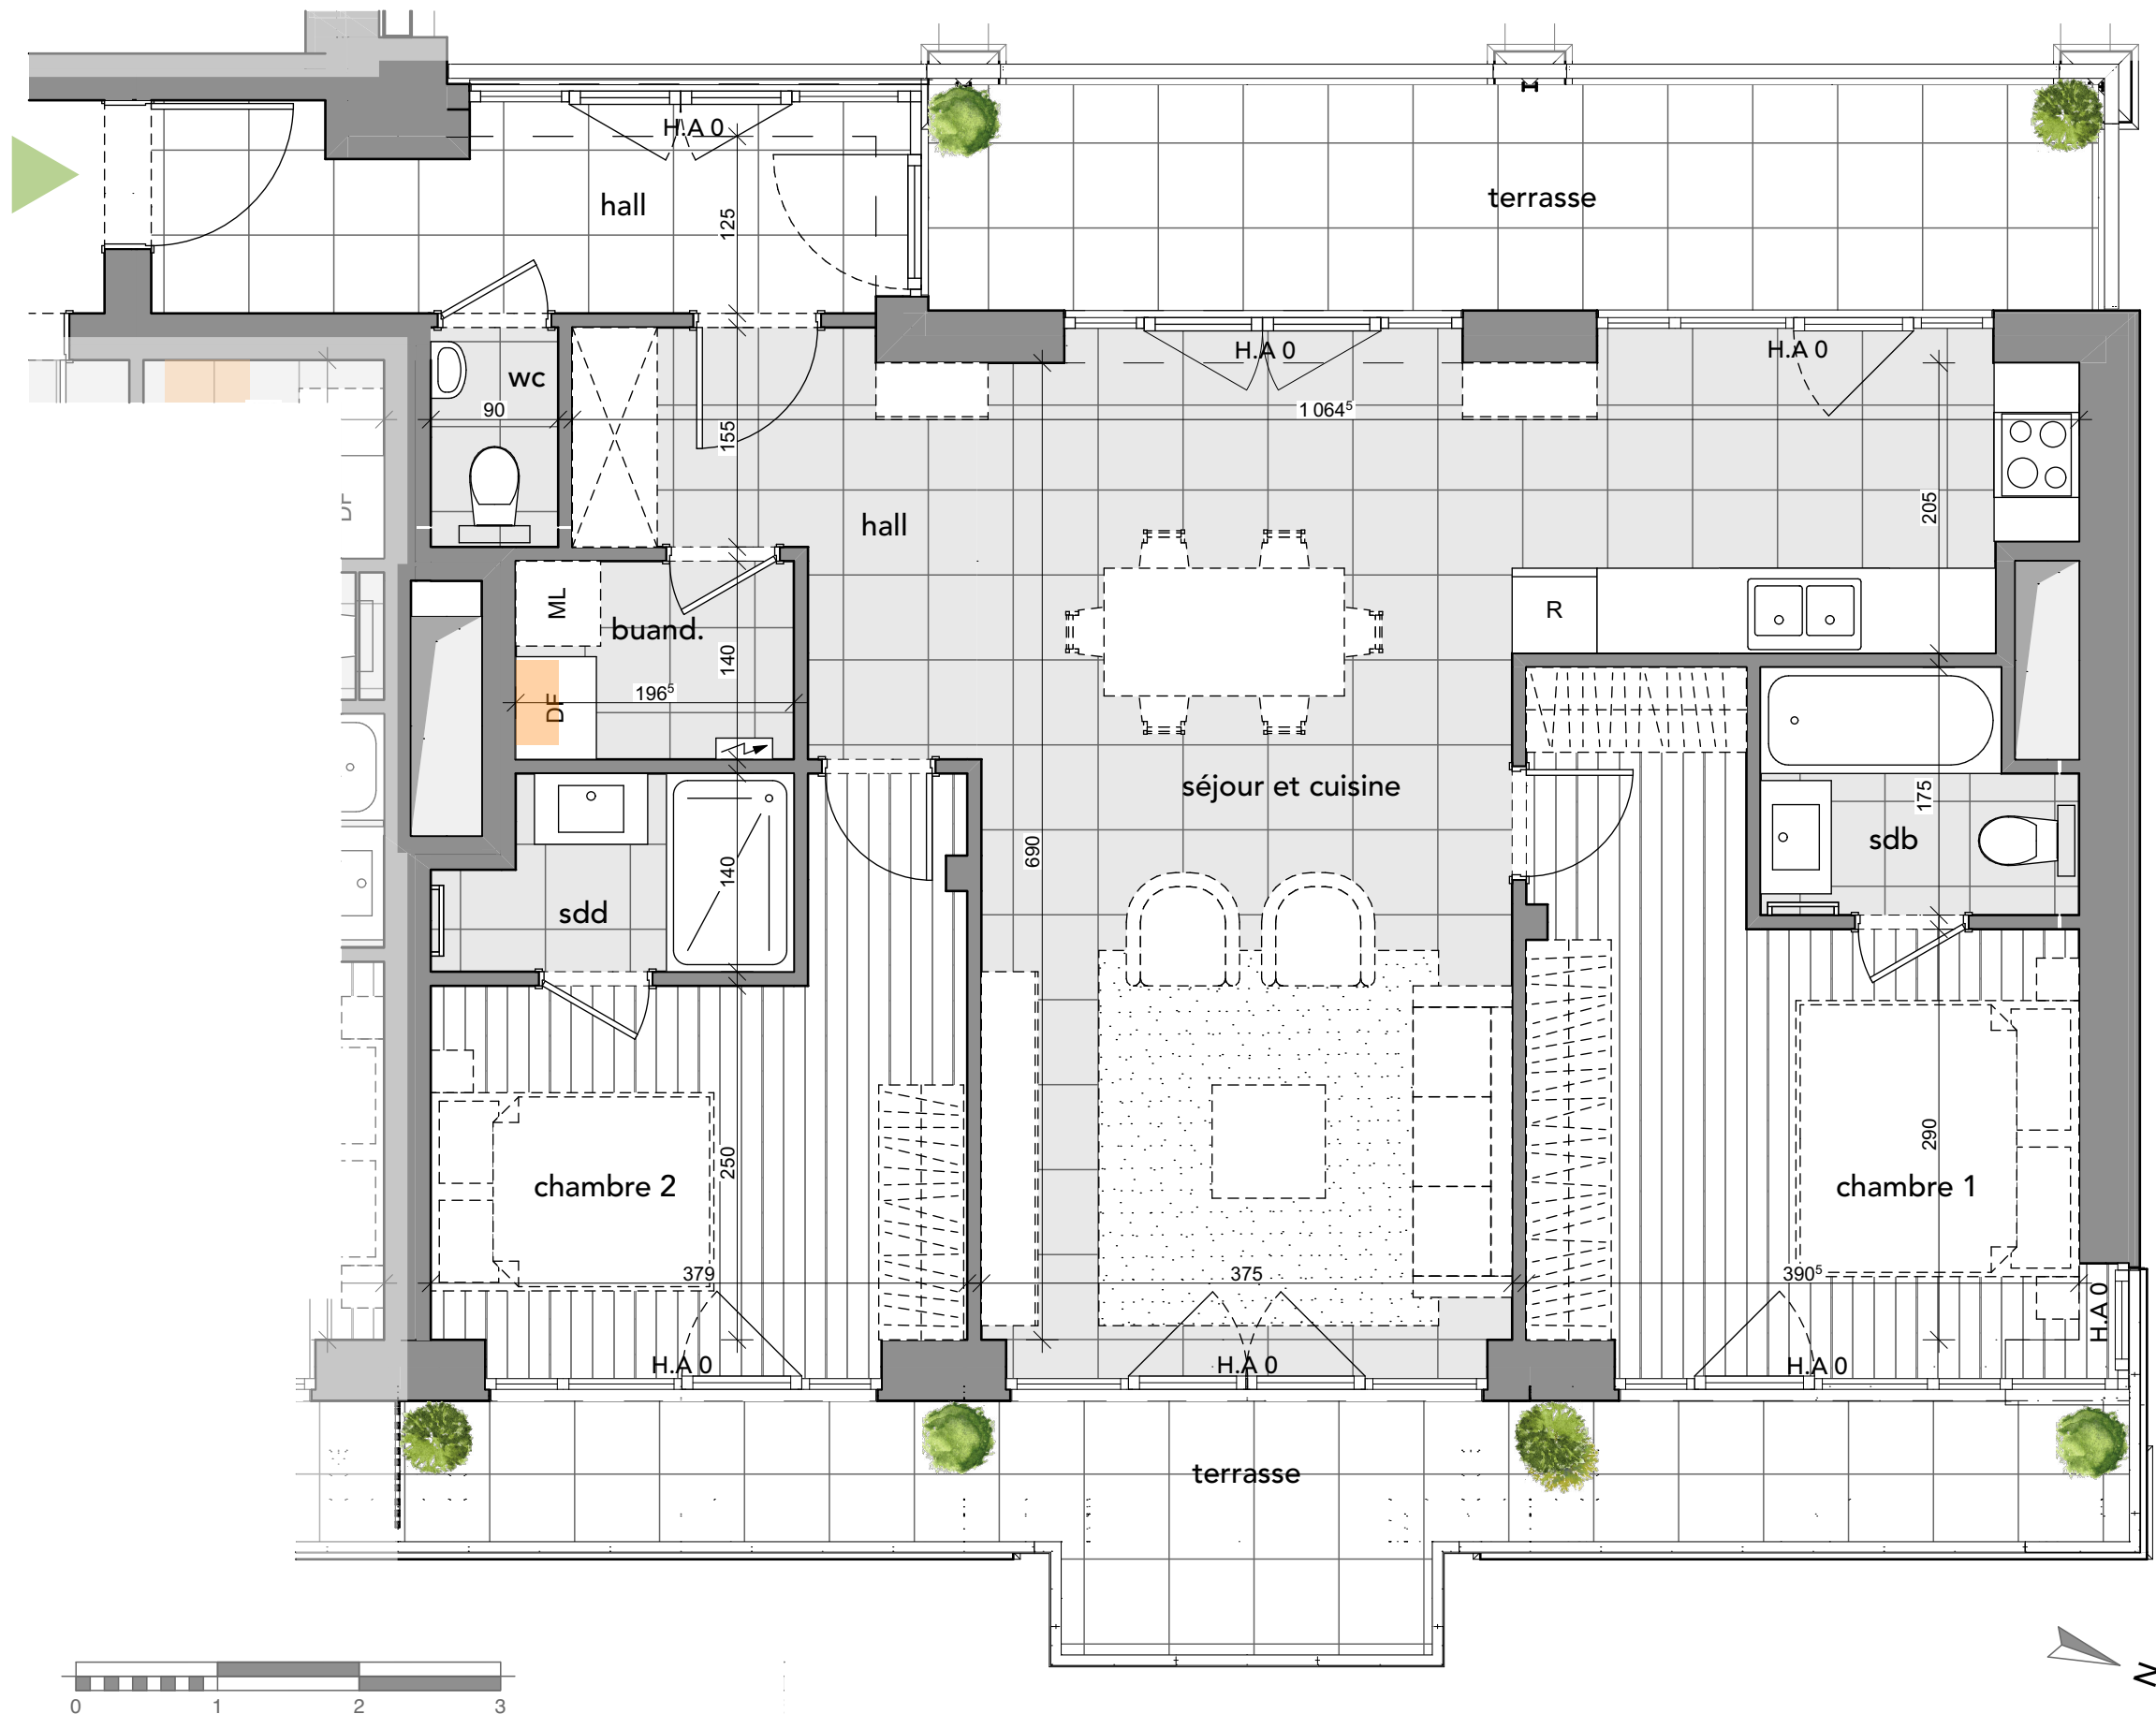 H.A 0
hall
125
terrasse
wc
90
155
H.A 0
1 064⁵
H.A 0
205
DF
hall
ML
buand.
140
196⁵
DF
R
séjour et cuisine
175
sdb
690
140
sdd
chambre 2
250
290
chambre 1
379
375
390⁵
H.A 0
H.A 0
H.A 0
H.A 0
terrasse
0 1 2 3
N